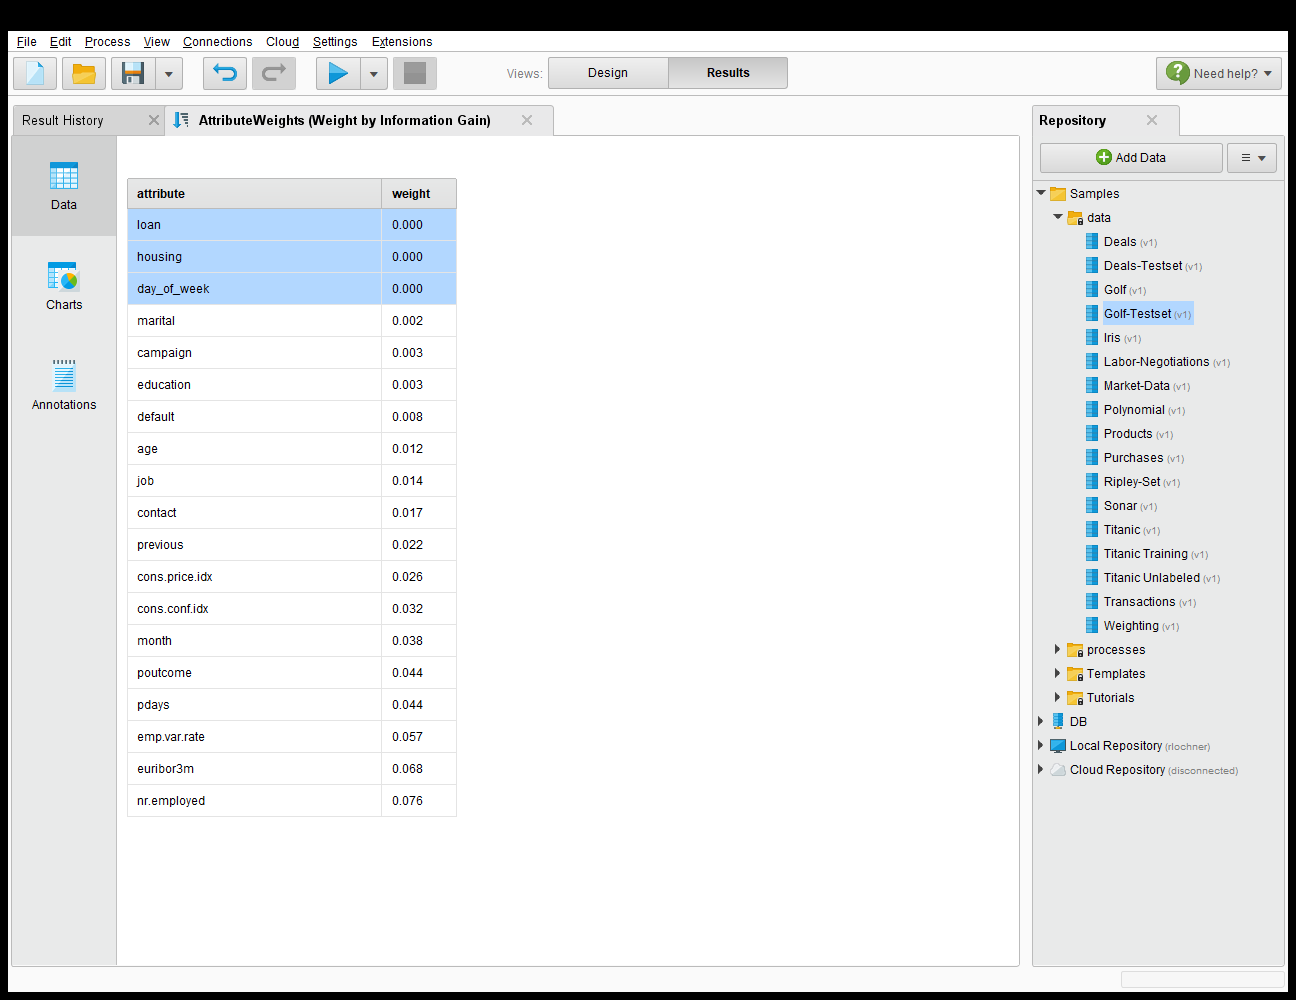 File Edit Process View Connections Cloud Settings Extensions
Views: Design Results Need help?
Result History AttributeWeights (Weight by Information Gain)
Data
Charts
Annotations
attribute weight
loan 0.000
housing 0.000
day_of_week 0.000
marital 0.002
campaign 0.003
education 0.003
default 0.008
age 0.012
job 0.014
contact 0.017
previous 0.022
cons.price.idx 0.026
cons.conf.idx 0.032
month 0.038
poutcome 0.044
pdays 0.044
emp.var.rate 0.057
euribor3m 0.068
nr.employed 0.076
Repository
Add Data
Samples
data
Deals (v1)
Deals-Testset (v1)
Golf (v1)
Golf-Testset (v1)
Iris (v1)
Labor-Negotiations (v1)
Market-Data (v1)
Polynomial (v1)
Products (v1)
Purchases (v1)
Ripley-Set (v1)
Sonar (v1)
Titanic (v1)
Titanic Training (v1)
Titanic Unlabeled (v1)
Transactions (v1)
Weighting (v1)
processes
Templates
Tutorials
DB
Local Repository (rlochner)
Cloud Repository (disconnected)